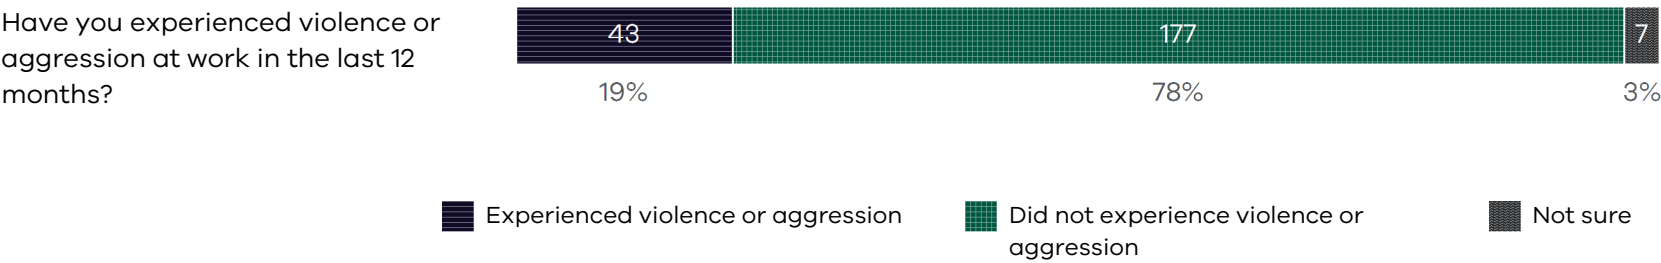 Have you experienced violence or
aggression at work in the last 12
months?
43
177
7
19%
78%
3%
Experienced violence or aggression
Did not experience violence or
aggression
Not sure